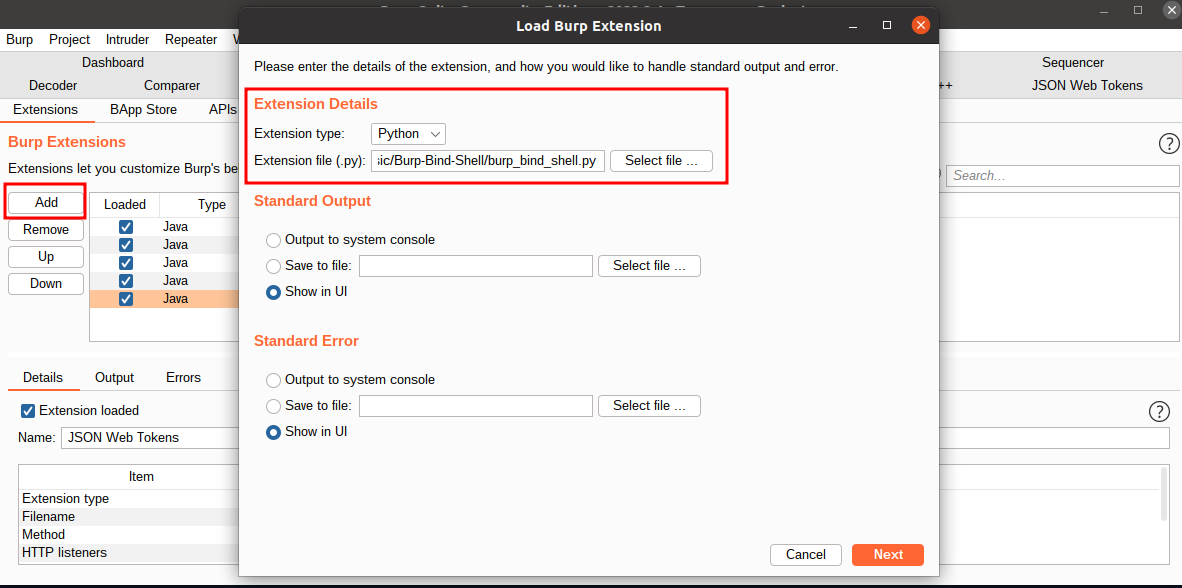 Load Burp Extension
Burp Project Intruder Repeater
Dashboard Sequencer
Decoder Comparer ++ JSON Web Tokens
Extensions BApp Store APIs
Burp Extensions
Extensions let you customize Burp's be
Search...
Add
Remove
Up
Down
Loaded Type
Java
Java
Java
Java
Java
Details Output Errors
Extension loaded
Name: JSON Web Tokens
Item
Extension type
Filename
Method
HTTP listeners
Please enter the details of the extension, and how you would like to handle standard output and error.
Extension Details
Extension type: Python
Extension file (.py): ic/Burp-Bind-Shell/burp_bind_shell.py Select file ...
Standard Output
Output to system console
Save to file: Select file ...
Show in UI
Standard Error
Output to system console
Save to file: Select file ...
Show in UI
Cancel Next